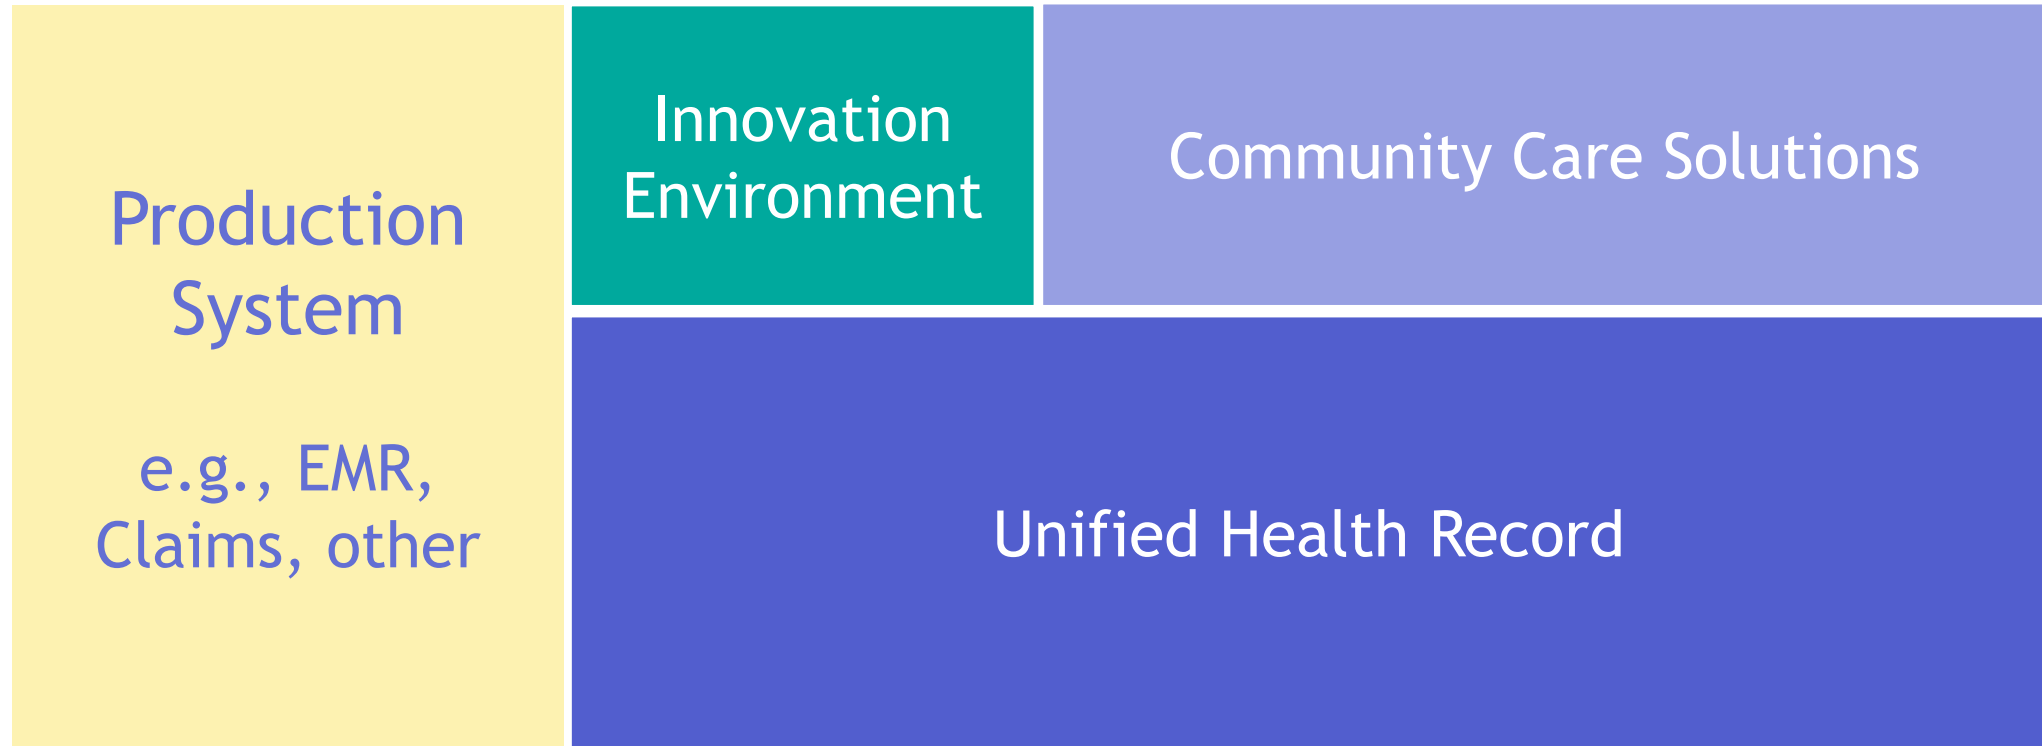 Production
System
e.g., EMR,
Claims, other
Innovation
Environment
Community Care Solutions
Unified Health Record